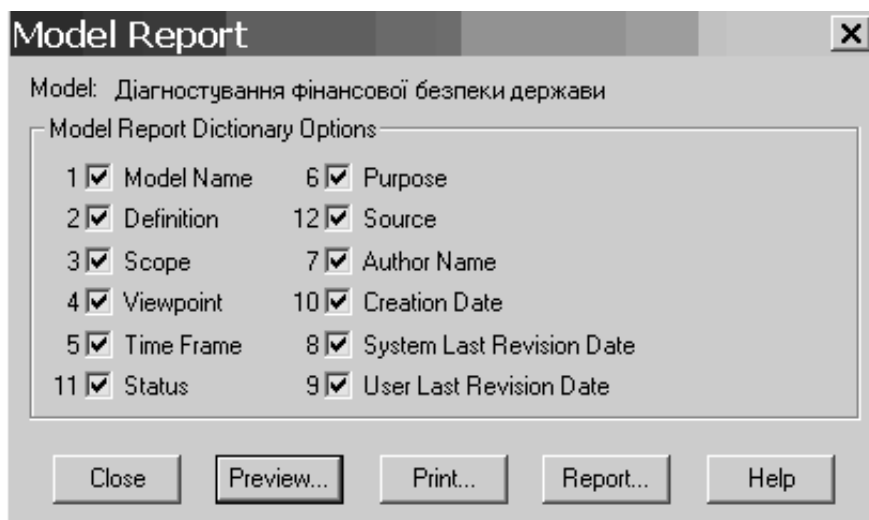 Model Report
Model: Діагностування фінансової безпеки держави
Model Report Dictionary Options
1 Model Name 6 Purpose
2 Definition 12 Source
3 Scope 7 Author Name
4 Viewpoint 10 Creation Date
5 Time Frame 8 System Last Revision Date
11 Status 9 User Last Revision Date
Close Preview... Print... Report... Help